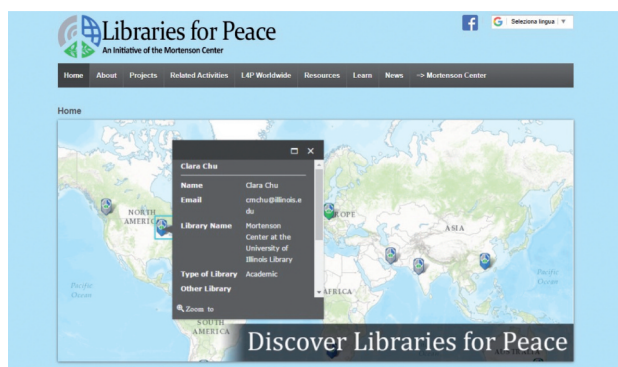 Libraries for Peace
An Initiative of the Mortenson Center
Seleziona lingua
Home About Projects Related Activities L4P Worldwide Resources Learn News -> Mortenson Center
Home
Clara Chu
Name Clara Chu
Email cmchu@illinois.e
du
Library Name Mortenson
Center at the
University of
Illinois Library
Type of Library Academic
Other Library
Zoom to
NORTH
AMERIC
OPE
ASIA
AFRICA
Pacific
Ocean
Pacific
Ocean
SOUTH
AMERICA
Discover Libraries for Peace